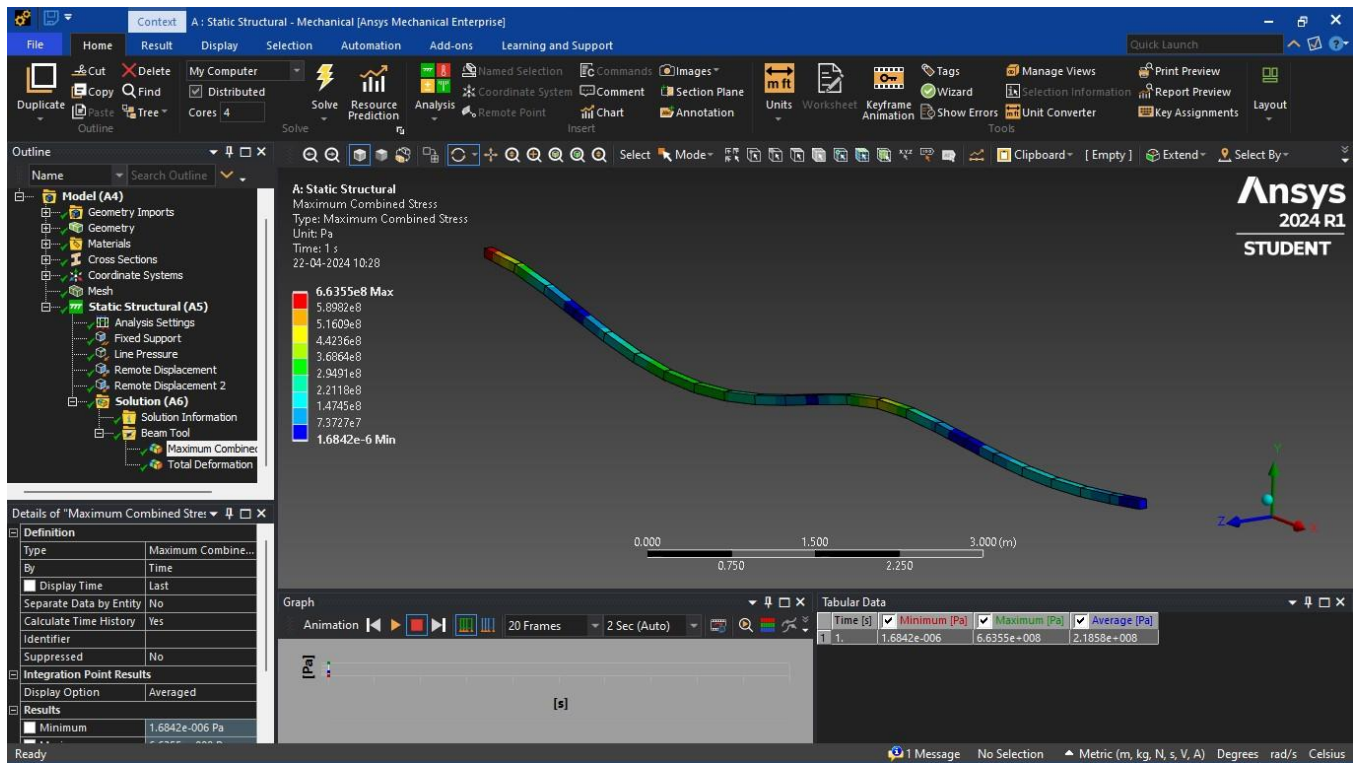 Context
A : Static Structural - Mechanical [Ansys Mechanical Enterprise]
File Home Result Display Selection Automation Add-ons Learning and Support
Quick Launch
Cut
Copy
Paste
Delete
Find
Tree
Duplicate
Outline
My Computer
Distributed
Cores 4
Solve
Resource Prediction
Solve
Analysis
Named Selection
Coordinate System
Remote Point
Commands
Comment
Chart
Images
Section Plane
Annotation
Insert
Units
Worksheet
Keyframe Animation
Tags
Wizard
Show Errors
Manage Views
Selection Information
Unit Converter
Print Preview
Report Preview
Key Assignments
Tools
Layout
Outline
Name
Search Outline
Select Mode Clipboard [ Empty ] Extend Select By
Model (A4)
Geometry Imports
Geometry
Materials
Cross Sections
Coordinate Systems
Mesh
Static Structural (A5)
Analysis Settings
Fixed Support
Line Pressure
Remote Displacement
Remote Displacement 2
Solution (A6)
Solution Information
Beam Tool
Maximum Combined
Total Deformation
A: Static Structural
Maximum Combined Stress
Type: Maximum Combined Stress
Unit: Pa
Time: 1 s
22-04-2024 10:28
6.6355e8 Max
5.8982e8
5.1609e8
4.4236e8
3.6864e8
2.9491e8
2.2118e8
1.4745e8
7.3727e7
1.6842e-6 Min
Ansys
2024 R1
STUDENT
Y
Z
X
0.000 1.500 3.000 (m)
0.750 2.250
Details of "Maximum Combined Stre:
Definition
Type Maximum Combine...
By Time
Display Time Last
Separate Data by Entity No
Calculate Time History Yes
Identifier
Suppressed No
Integration Point Results
Display Option Averaged
Results
Minimum 1.6842e-006 Pa
Graph
Animation 20 Frames 2 Sec (Auto)
[Pa]
[s]
Tabular Data
Time [s] Minimum [Pa] Maximum [Pa] Average [Pa]
1 1. 1.6842e-006 6.6355e+008 2.1858e+008
Ready
1 Message No Selection Metric (m, kg, N, s, V, A) Degrees rad/s Celsius